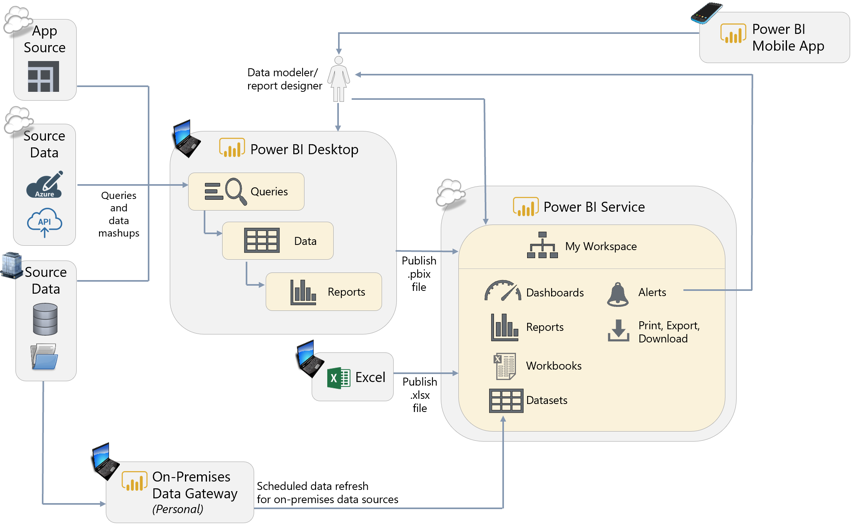 App
Source
Source
Data
Azure
API
Source
Data
Queries
and
data
mashups
Data modeler/
report designer
Power BI
Mobile App
Power BI Desktop
Queries
Data
Reports
Publish
.pbix
file
Excel
Publish
.xlsx
file
Power BI Service
My Workspace
Dashboards
Alerts
Reports
Print, Export,
Download
Workbooks
Datasets
On-Premises
Data Gateway
(Personal)
Scheduled data refresh
for on-premises data sources